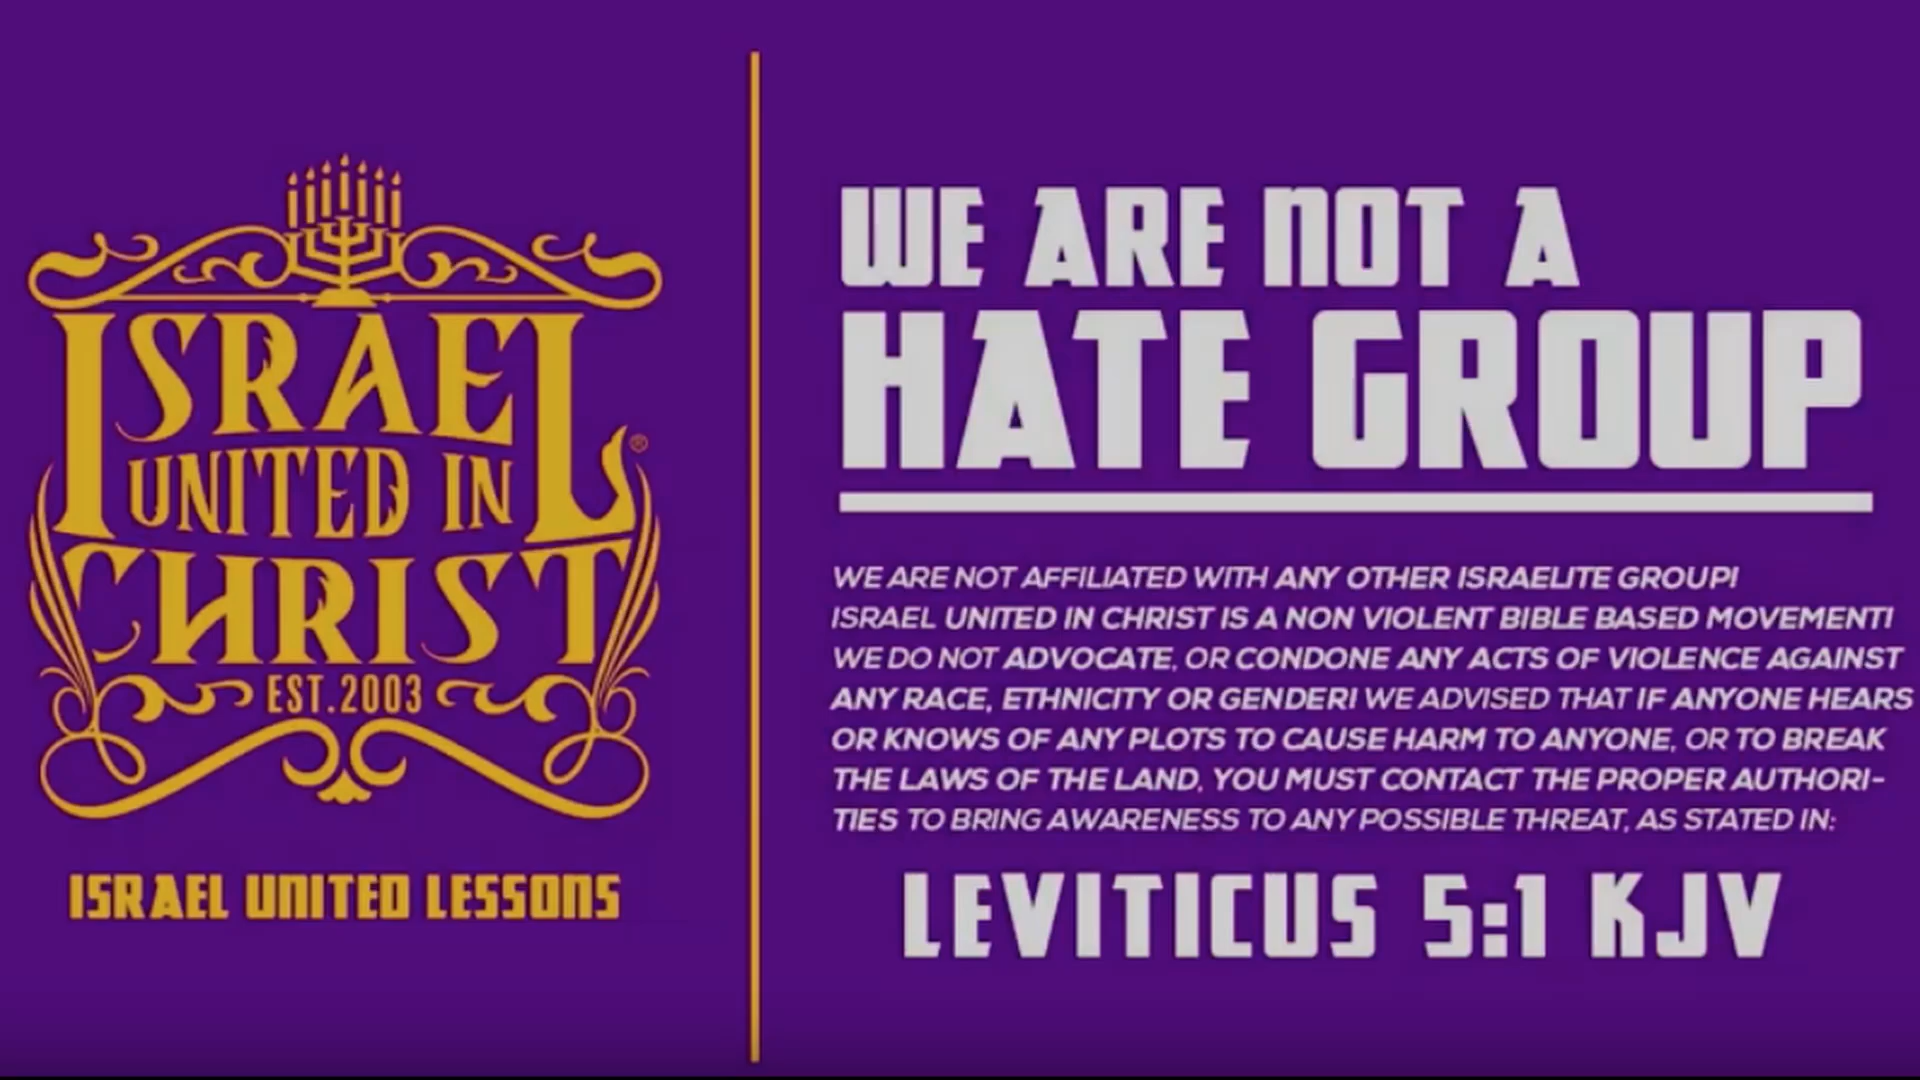 ISRAEL
UNITED IN
CHRIST
®
EST.2003
ISRAEL UNITED LESSONS
WE ARE NOT A
HATE GROUP
WE ARE NOT AFFILIATED WITH ANY OTHER ISRAELITE GROUP!
ISRAEL UNITED IN CHRIST IS A NON VIOLENT BIBLE BASED MOVEMENT!
WE DO NOT ADVOCATE, OR CONDONE ANY ACTS OF VIOLENCE AGAINST
ANY RACE, ETHNICITY OR GENDER! WE ADVISED THAT IF ANYONE HEARS
OR KNOWS OF ANY PLOTS TO CAUSE HARM TO ANYONE, OR TO BREAK
THE LAWS OF THE LAND, YOU MUST CONTACT THE PROPER AUTHORI-
TIES TO BRING AWARENESS TO ANY POSSIBLE THREAT, AS STATED IN:
LEVITICUS 5:1 KJV